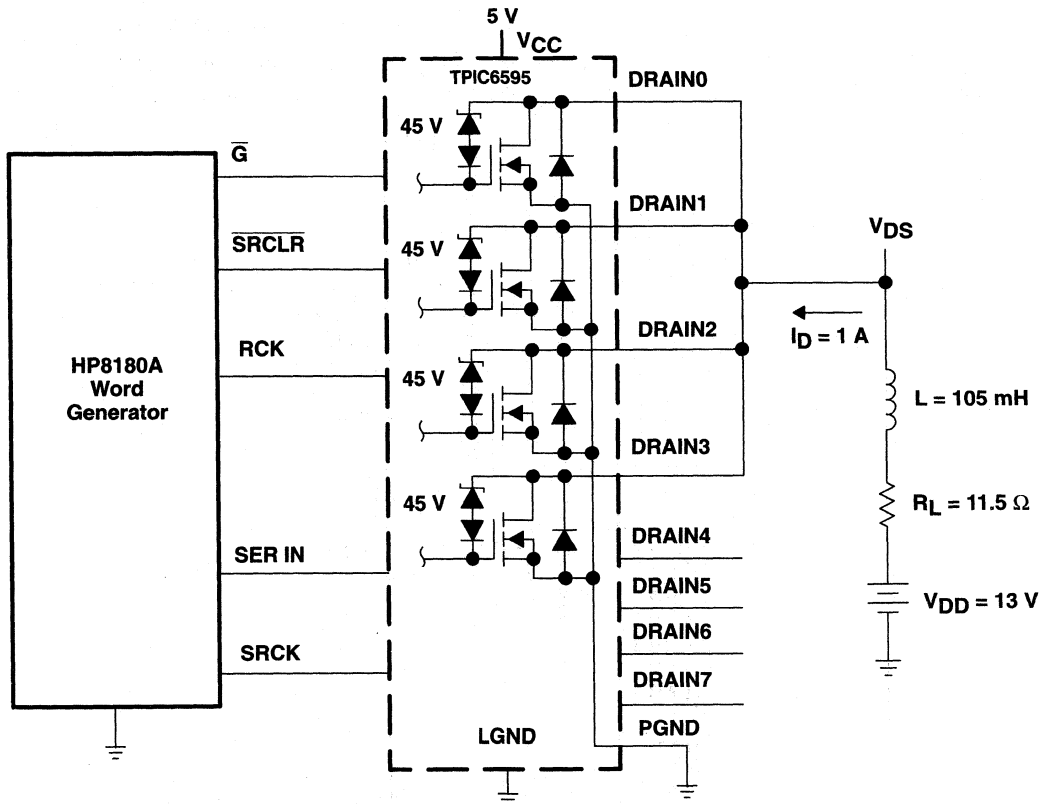 5 V
VCC
TPIC6595
DRAIN0
45 V
G
DRAIN1
VDS
SRCLR
45 V
DRAIN2
ID = 1 A
RCK
HP8180A
Word
Generator
45 V
L = 105 mH
DRAIN3
45 V
RL = 11.5 Ω
DRAIN4
SER IN
DRAIN5
VDD = 13 V
DRAIN6
SRCK
DRAIN7
LGND
PGND